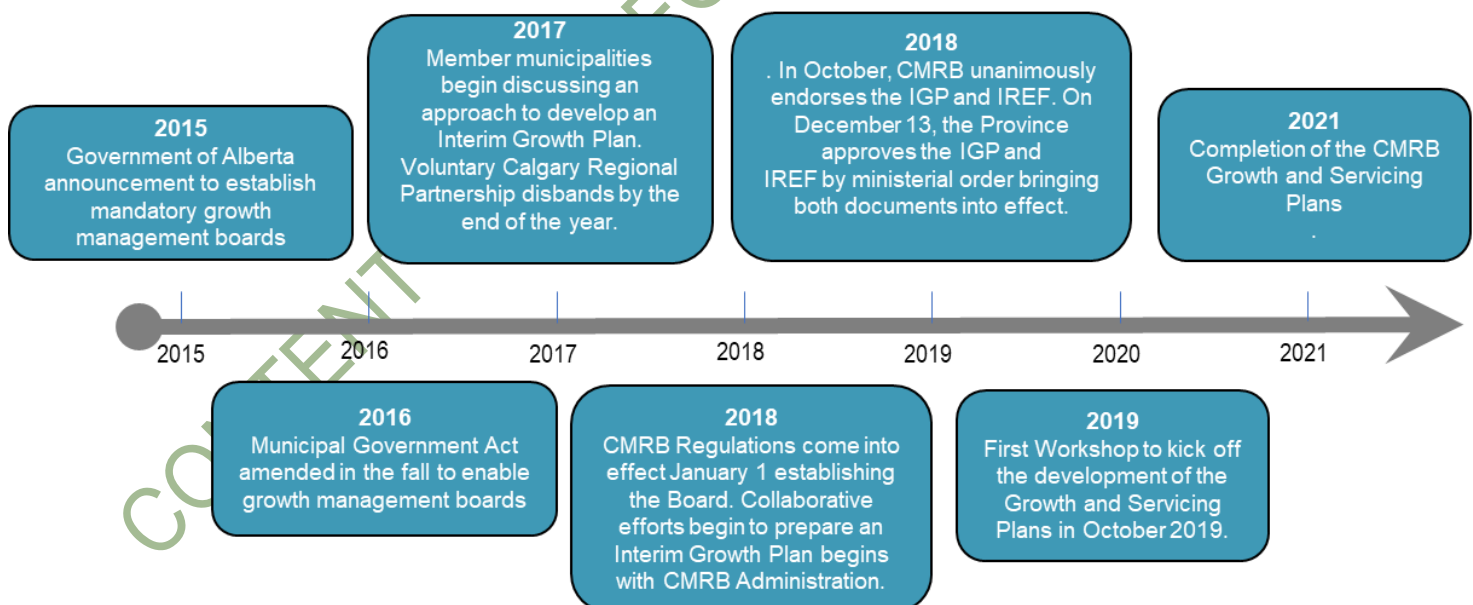 2015
Government of Alberta
announcement to establish
mandatory growth
management boards
2017
Member municipalities
begin discussing an
approach to develop an
Interim Growth Plan.
Voluntary Calgary Regional
Partnership disbands by the
end of the year.
2018
. In October, CMRB unanimously
endorses the IGP and IREF. On
December 13, the Province
approves the IGP and
IREF by ministerial order bringing
both documents into effect.
2021
Completion of the CMRB
Growth and Servicing
Plans
.
2015
2016
2017
2018
2019
2020
2021
2016
Municipal Government Act
amended in the fall to enable
growth management boards
2018
CMRB Regulations come into
effect January 1 establishing
the Board. Collaborative
efforts begin to prepare an
Interim Growth Plan begins
with CMRB Administration.
2019
First Workshop to kick off
the development of the
Growth and Servicing
Plans in October 2019.